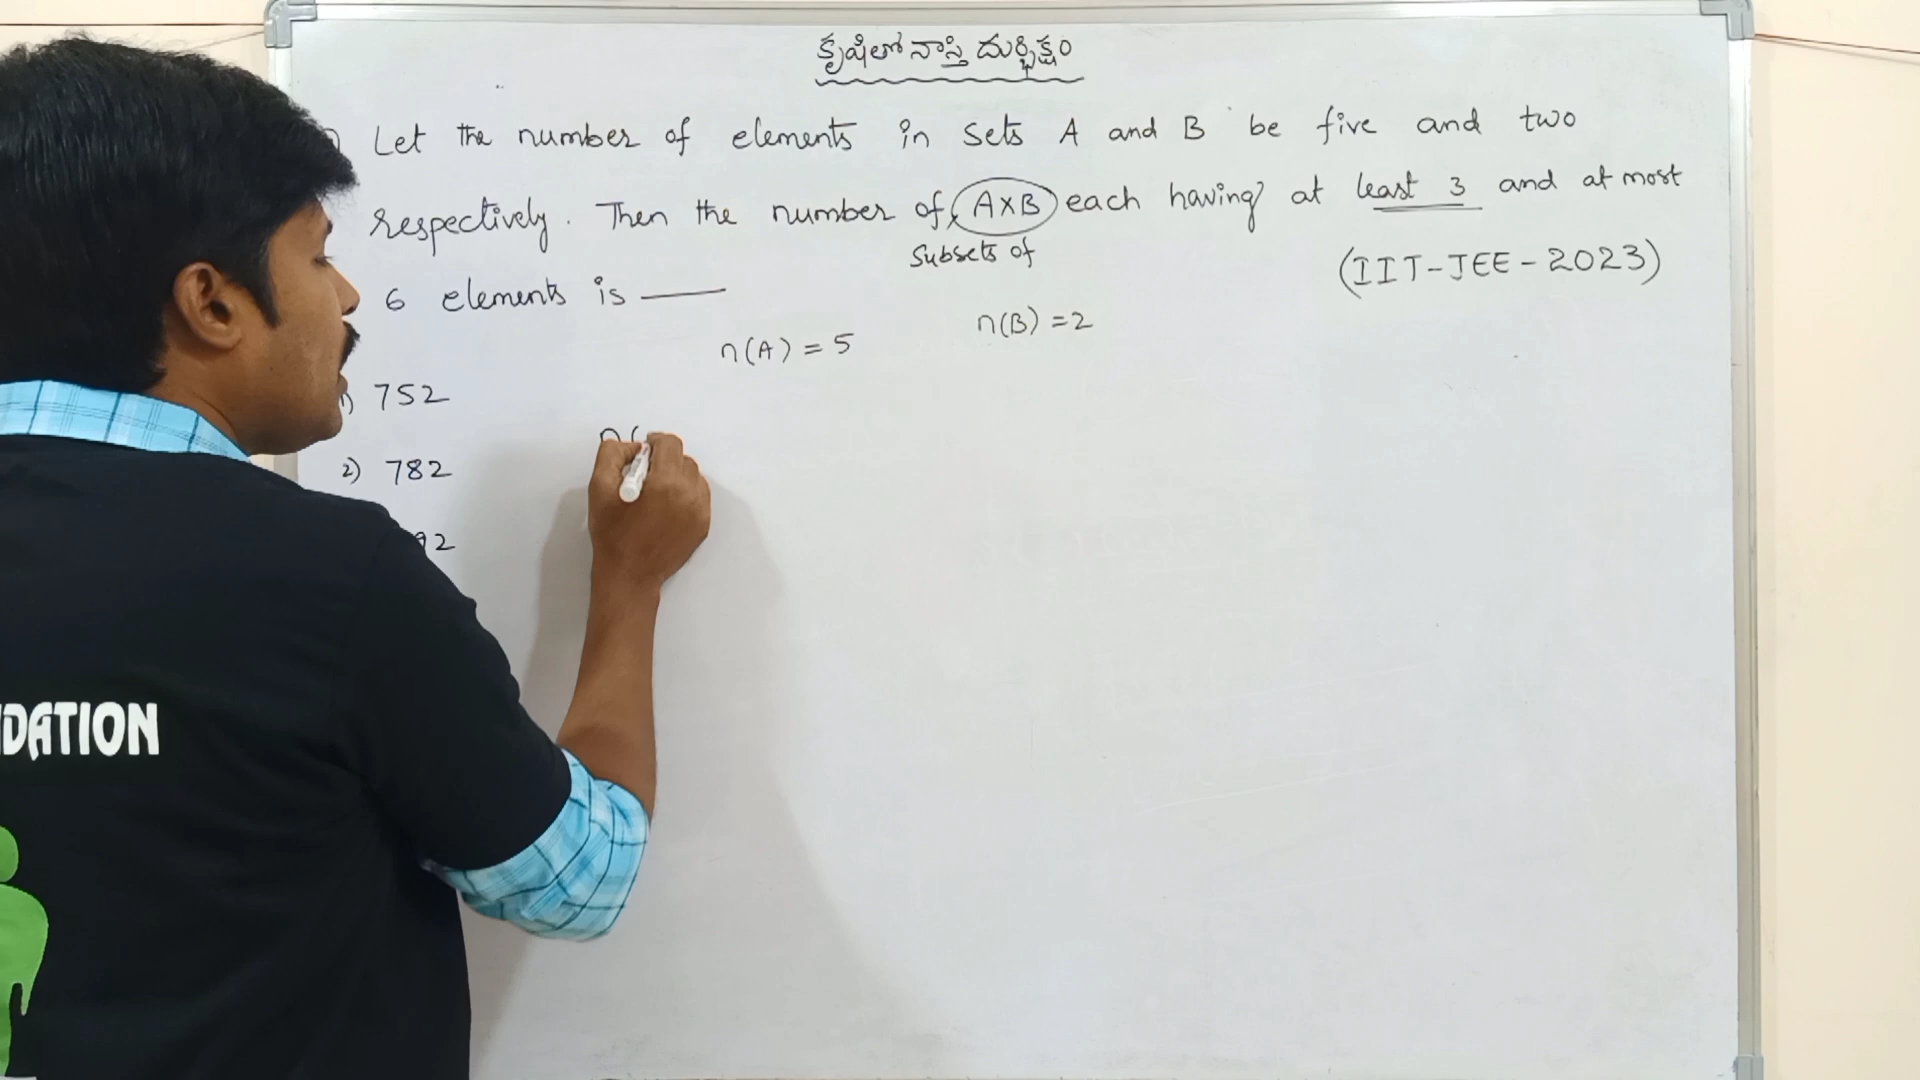 కృషితో నాస్తి దుర్భిక్షం
Let the number of elements in Sets A and B be five and two
respectively. Then the number of A×B each having at least 3 and at most
Subsets of
(IIT-JEE-2023)
6 elements is ——
n(A) = 5
n(B) = 2
1) 752
2) 782
92
n(
DATION